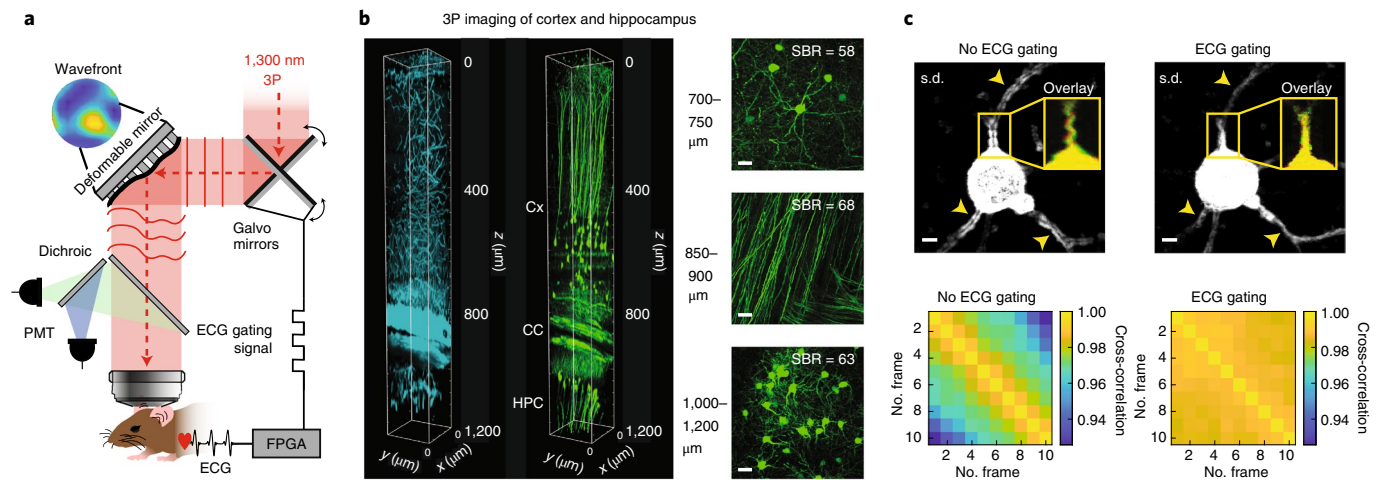 a
Wavefront
1,300 nm
3P
Deformable mirror
Galvo
mirrors
Dichroic
PMT
ECG gating
signal
FPGA
ECG
b
3P imaging of cortex and hippocampus
0
400
800
1,200
z (µm)
0
0
y (µm)
x (µm)
Cx
CC
HPC
0
400
800
1,200
z (µm)
0
0
y (µm)
x (µm)
700–
750
µm
SBR = 58
850–
900
µm
SBR = 68
1,000–
1,200
µm
SBR = 63
c
No ECG gating
s.d.
Overlay
ECG gating
s.d.
Overlay
No ECG gating
No. frame
2
4
6
8
10
2 4 6 8 10
No. frame
1.00
0.98
0.96
0.94
Cross-correlation
ECG gating
No. frame
2
4
6
8
10
2 4 6 8 10
No. frame
1.00
0.98
0.96
0.94
Cross-correlation